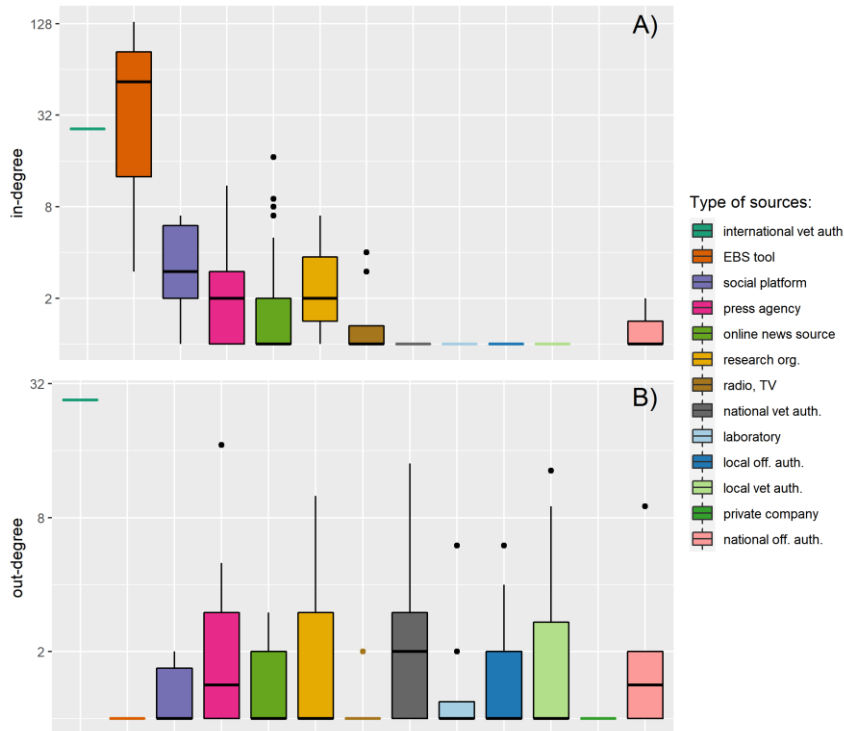 A)
128
32
8
2
in-degree
B)
32
8
2
out-degree
Type of sources:
international vet auth
EBS tool
social platform
press agency
online news source
research org.
radio, TV
national vet auth.
laboratory
local off. auth.
local vet auth.
private company
national off. auth.